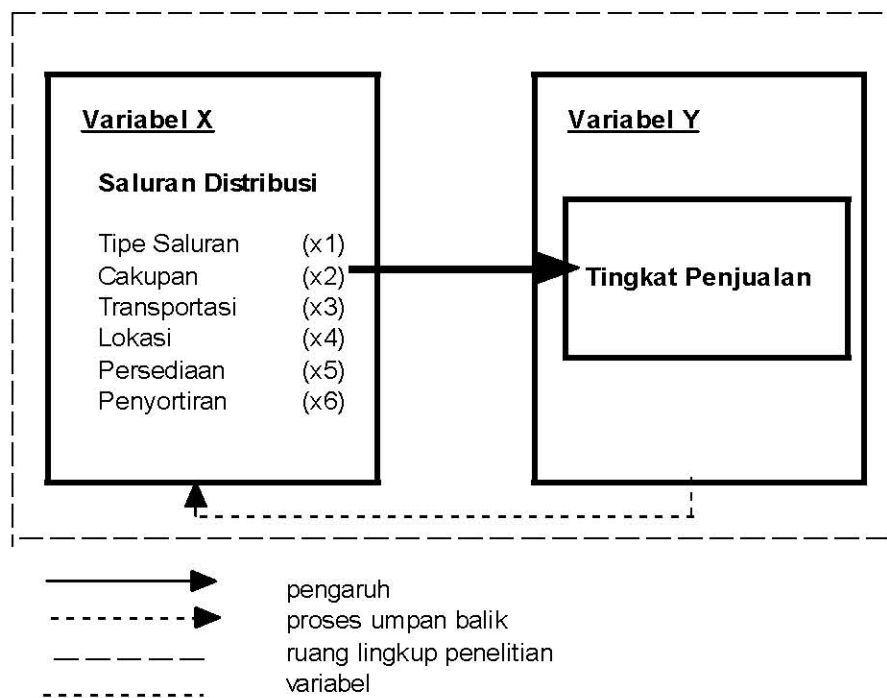 Variabel X
Saluran Distribusi
Tipe Saluran (x1)
Cakupan (x2)
Transportasi (x3)
Lokasi (x4)
Persediaan (x5)
Penyortiran (x6)
Variabel Y
Tingkat Penjualan
pengaruh
proses umpan balik
ruang lingkup penelitian
variabel